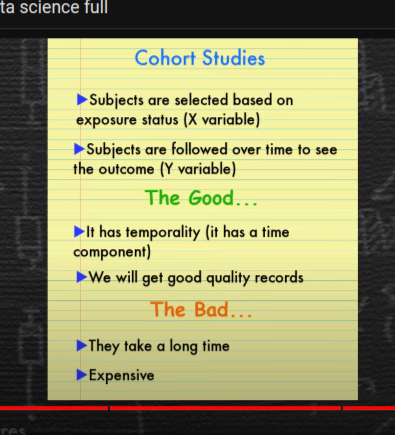 ta science full
Cohort Studies
▶Subjects are selected based on
exposure status (X variable)
▶Subjects are followed over time to see
the outcome (Y variable)
The Good...
▶It has temporality (it has a time
component)
▶We will get good quality records
The Bad...
▶They take a long time
▶Expensive
res